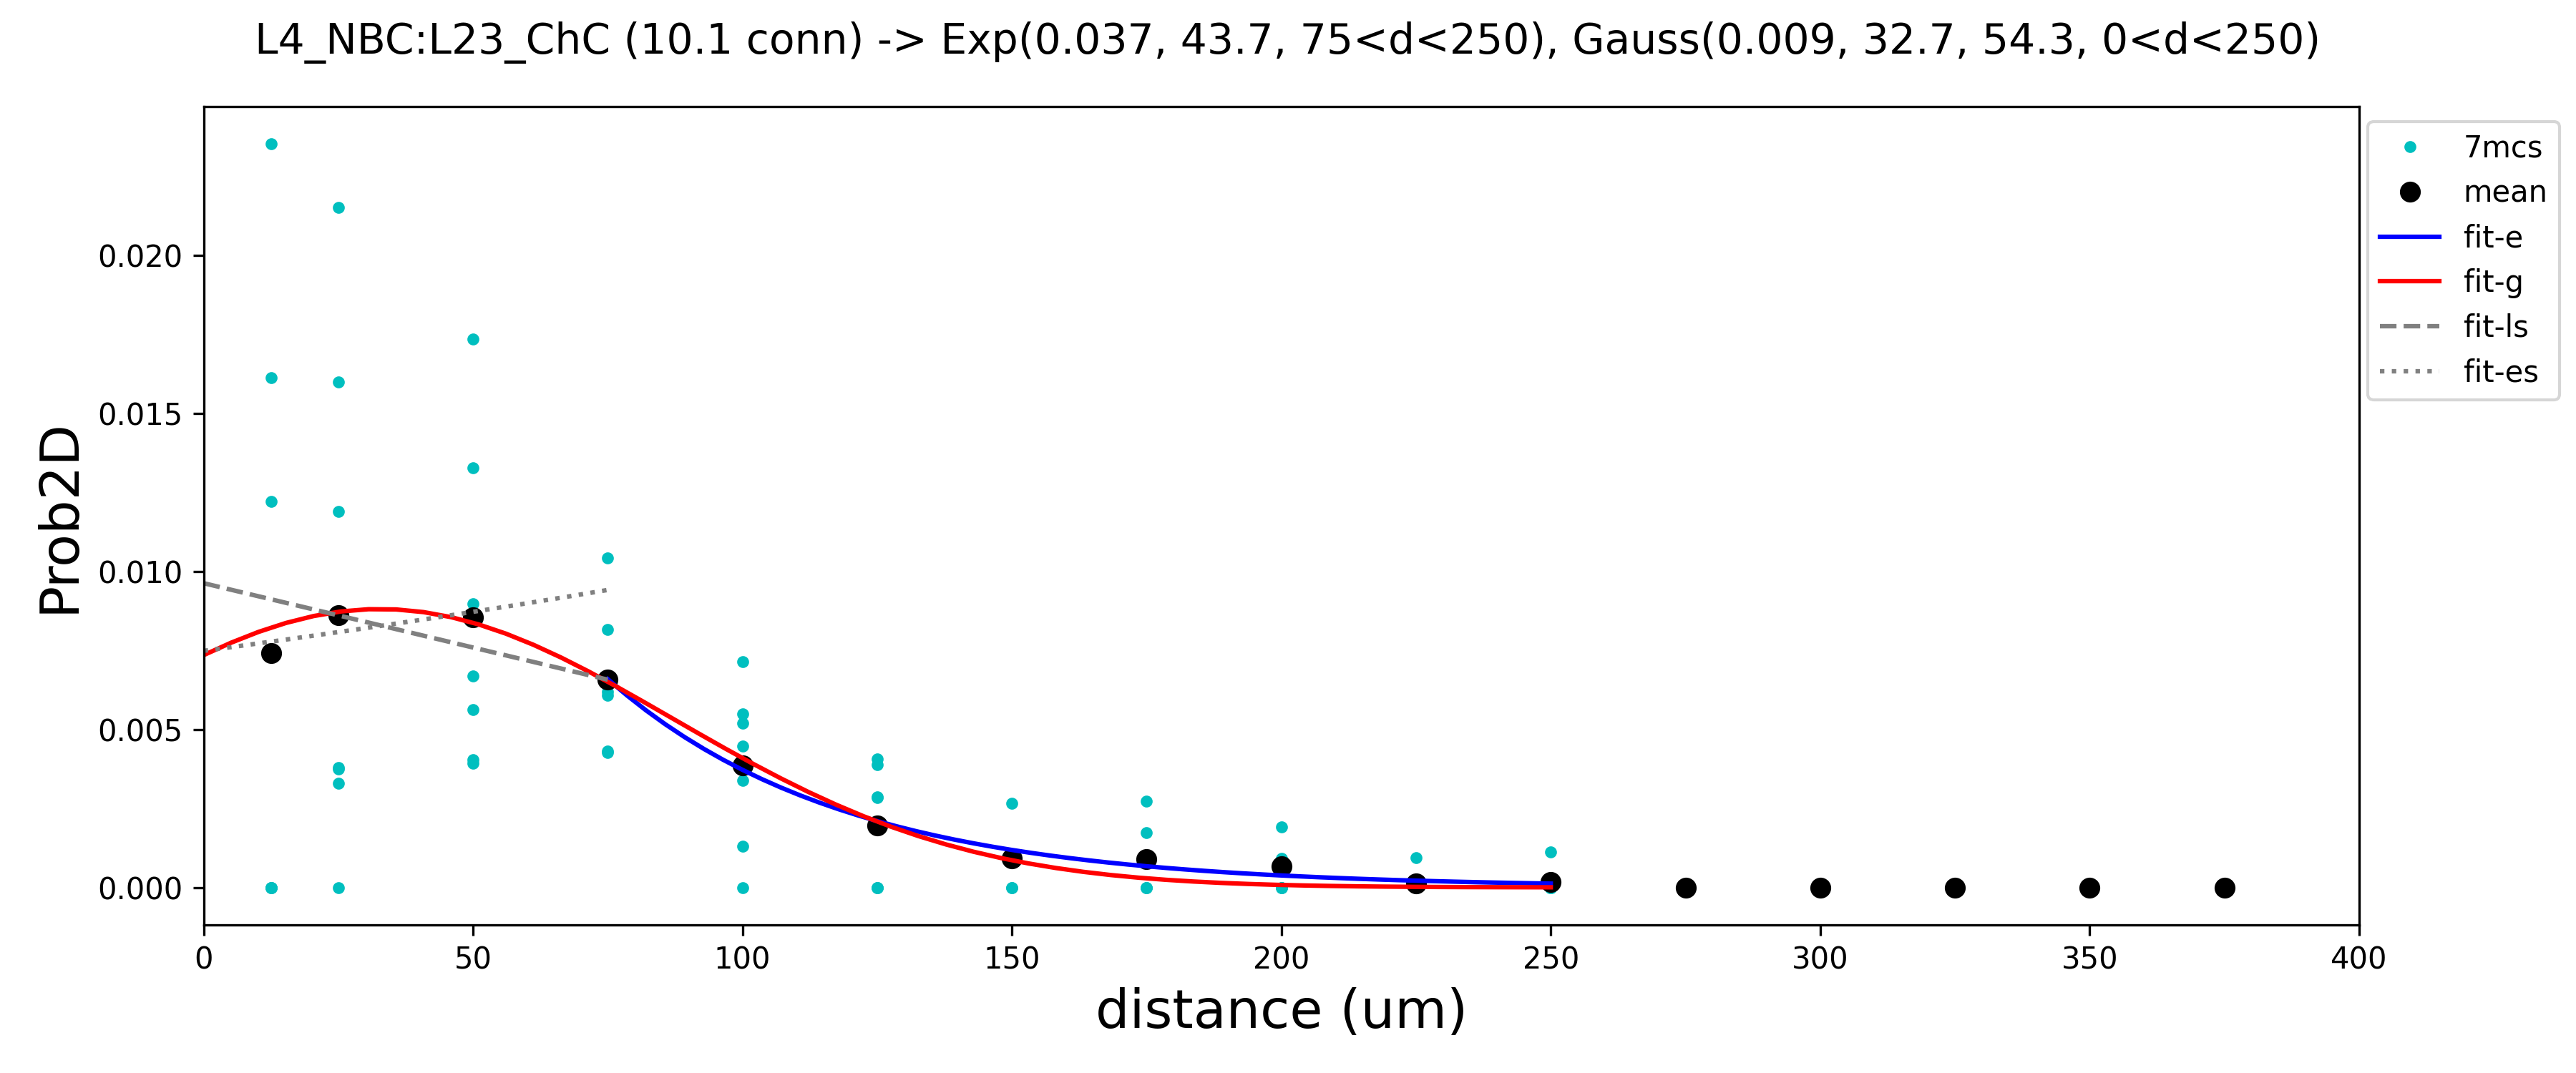 L4_NBC:L23_ChC (10.1 conn) -> Exp(0.037, 43.7, 75<d<250), Gauss(0.009, 32.7, 54.3, 0<d<250)
7mcs
mean
fit-e
fit-g
fit-ls
fit-es
Prob2D
0.020
0.015
0.010
0.005
0.000
0 50 100 150 200 250 300 350 400
distance (um)